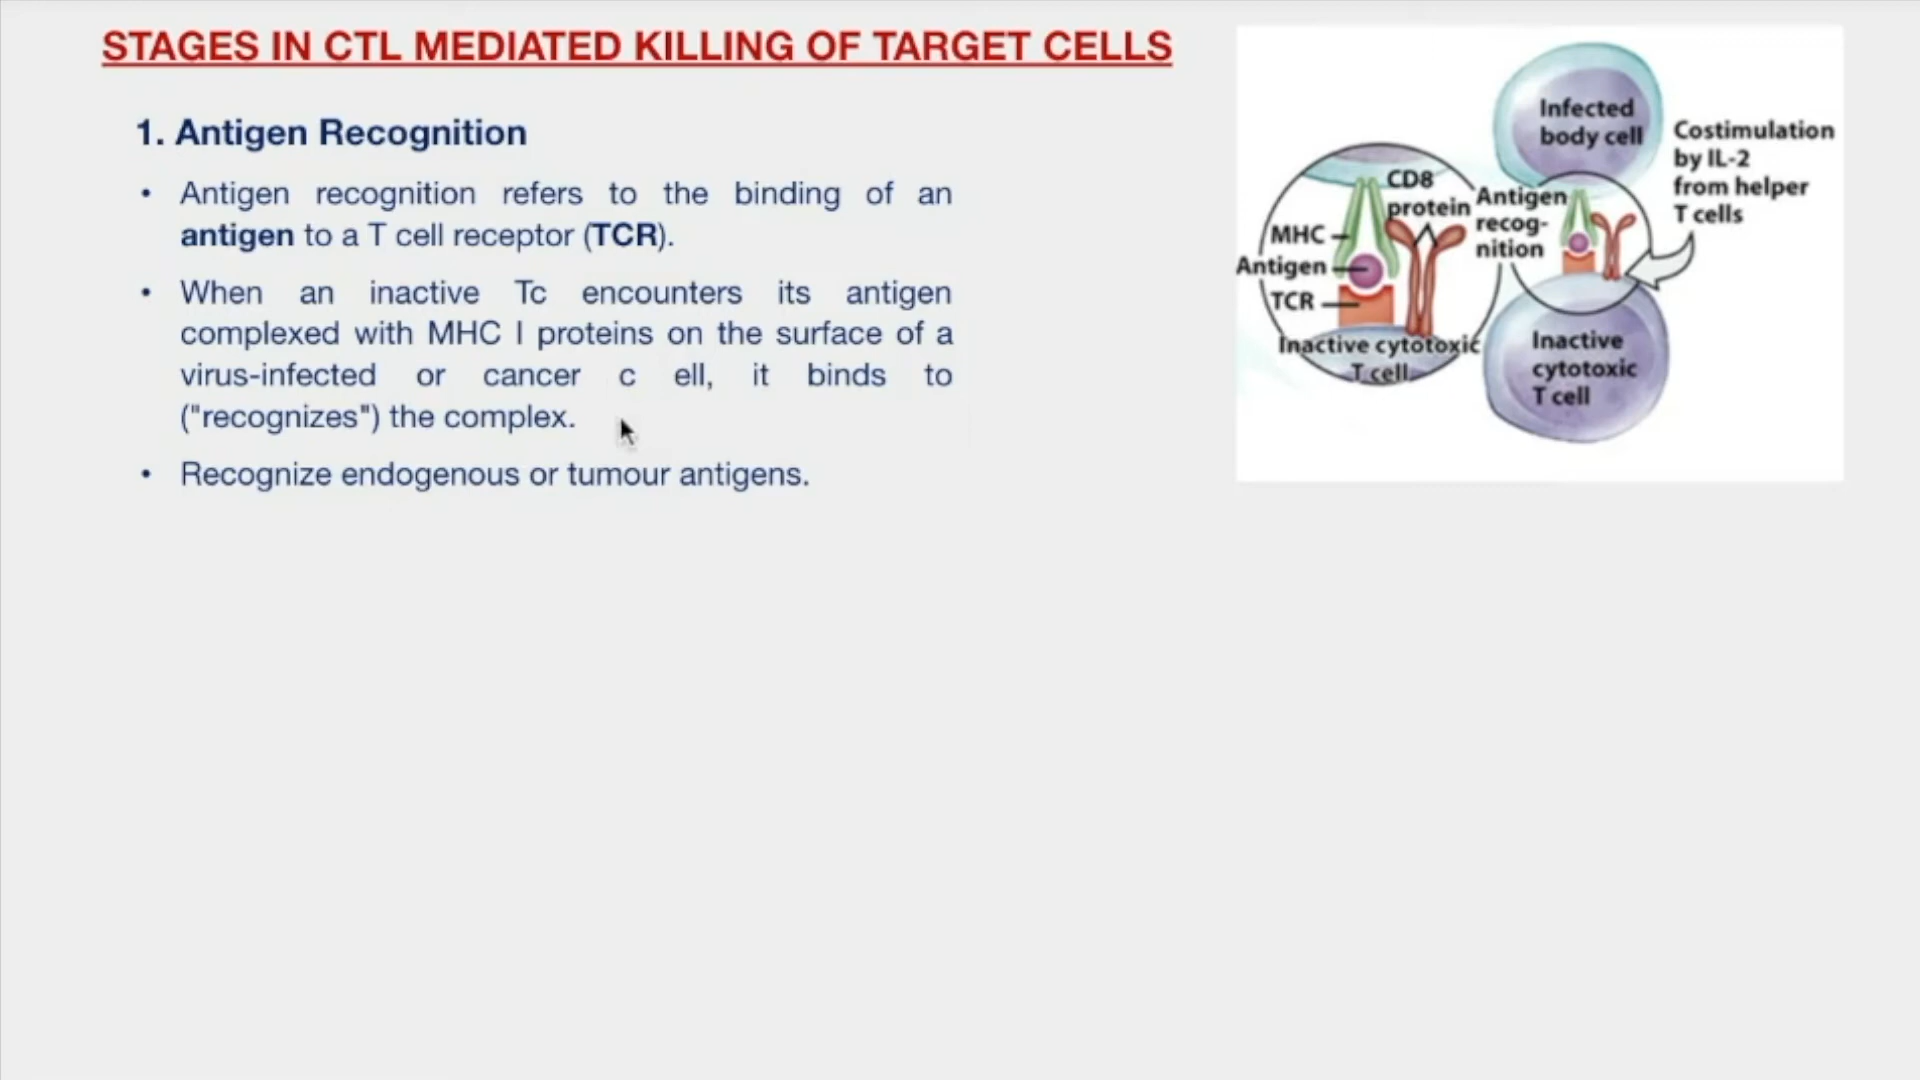 STAGES IN CTL MEDIATED KILLING OF TARGET CELLS
1. Antigen Recognition
• Antigen recognition refers to the binding of an
antigen to a T cell receptor (TCR).
• When an inactive Tc encounters its antigen
complexed with MHC I proteins on the surface of a
virus-infected or cancer c ell, it binds to
("recognizes") the complex.
• Recognize endogenous or tumour antigens.
Infected
body cell
Costimulation
by IL-2
from helper
T cells
CD8
protein
Antigen
recog-
nition
MHC
Antigen
TCR
Inactive cytotoxic
T cell
Inactive
cytotoxic
T cell